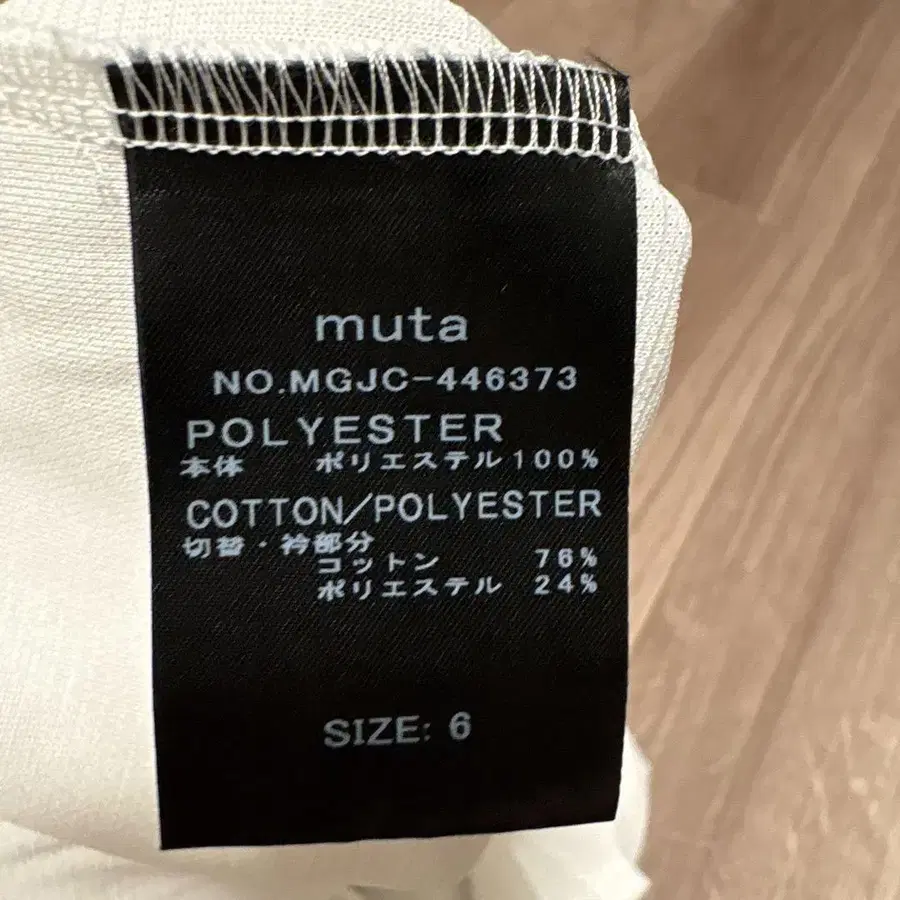 muta
NO.MGJC-446373
POLYESTER
本体 ポリエステル100%
COTTON/POLYESTER
切替・衿部分
コットン 76%
ポリエステル 24%
SIZE: 6